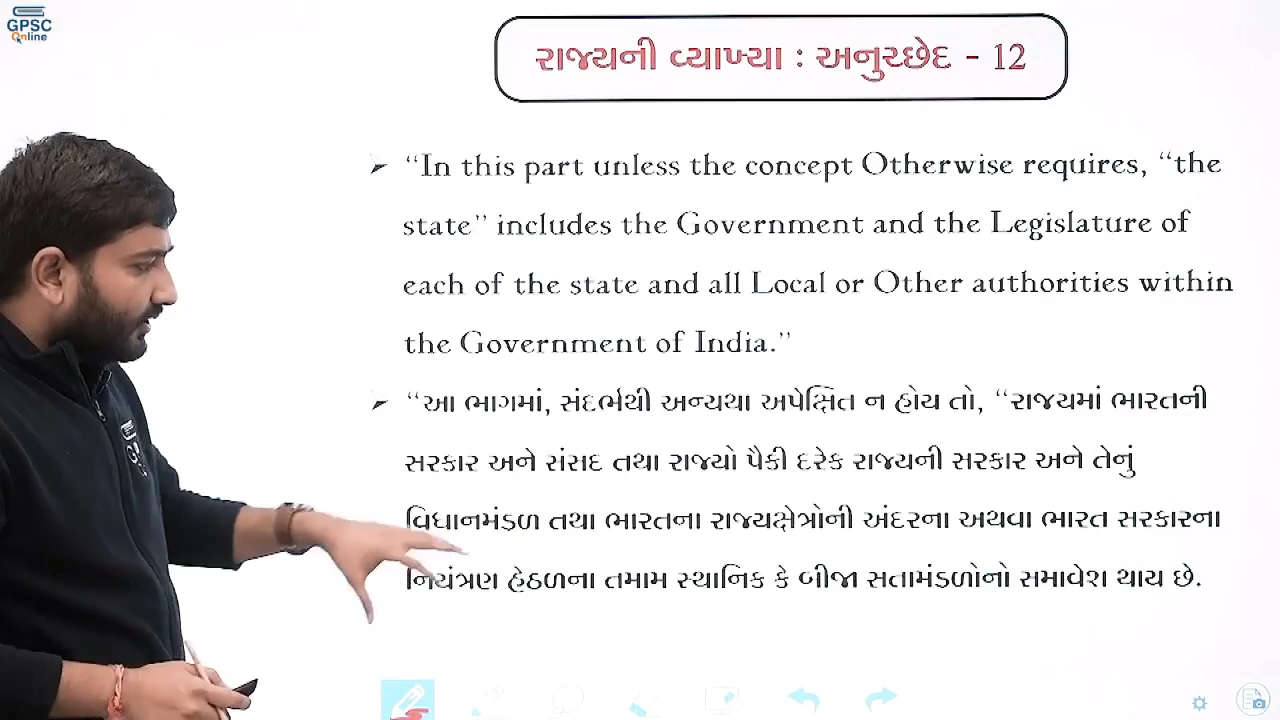 GPSC
Online
રાજ્યની વ્યાખ્યા : અનુચ્છેદ - 12
“In this part unless the concept Otherwise requires, “the
state” includes the Government and the Legislature of
each of the state and all Local or Other authorities within
the Government of India.”
“આ ભાગમાં, સંદર્ભથી અન્યથા અપેક્ષિત ન હોય તો, “રાજયમાં ભારતની
સરકાર અને સંસદ તથા રાજ્યો પૈકી દરેક રાજ્યની સરકાર અને તેનું
વિધાનમંડળ તથા ભારતના રાજ્યક્ષેત્રોની અંદરના અથવા ભારત સરકારના
નિયંત્રણ હેઠળના તમામ સ્થાનિક કે બીજા સતામંડળોનો સમાવેશ થાય છે.